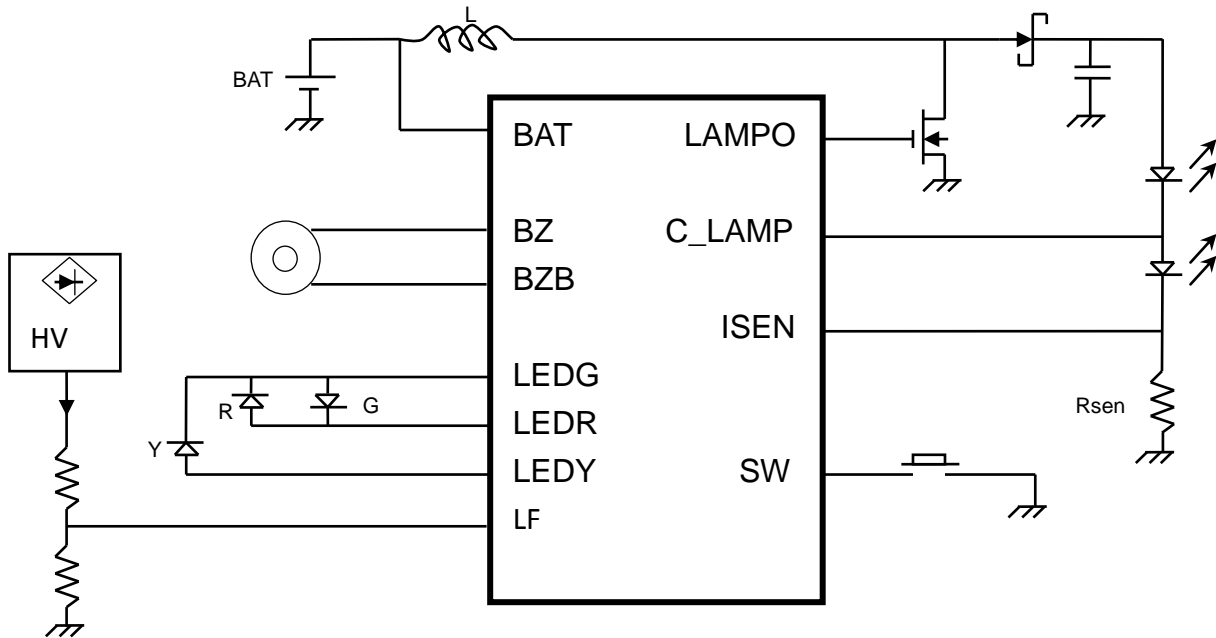 L
BAT
BAT
LAMPO
BZ
C_LAMP
BZB
HV
ISEN
LEDG
R
G
LEDR
Rsen
Y
LEDY
SW
LF